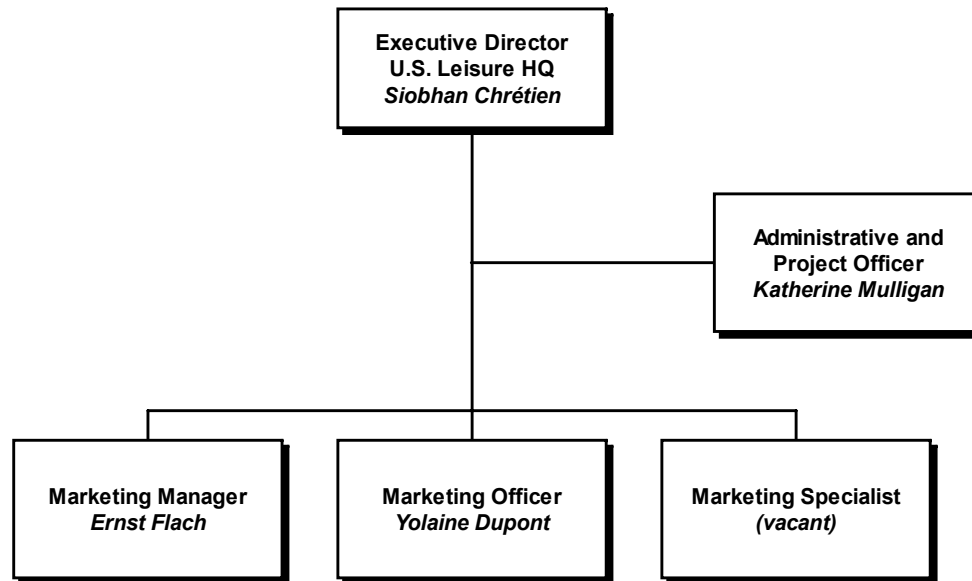 Executive Director
U.S. Leisure HQ
Siobhan Chrétien
Administrative and
Project Officer
Katherine Mulligan
Marketing Manager
Ernst Flach
Marketing Officer
Yolaine Dupont
Marketing Specialist
(vacant)